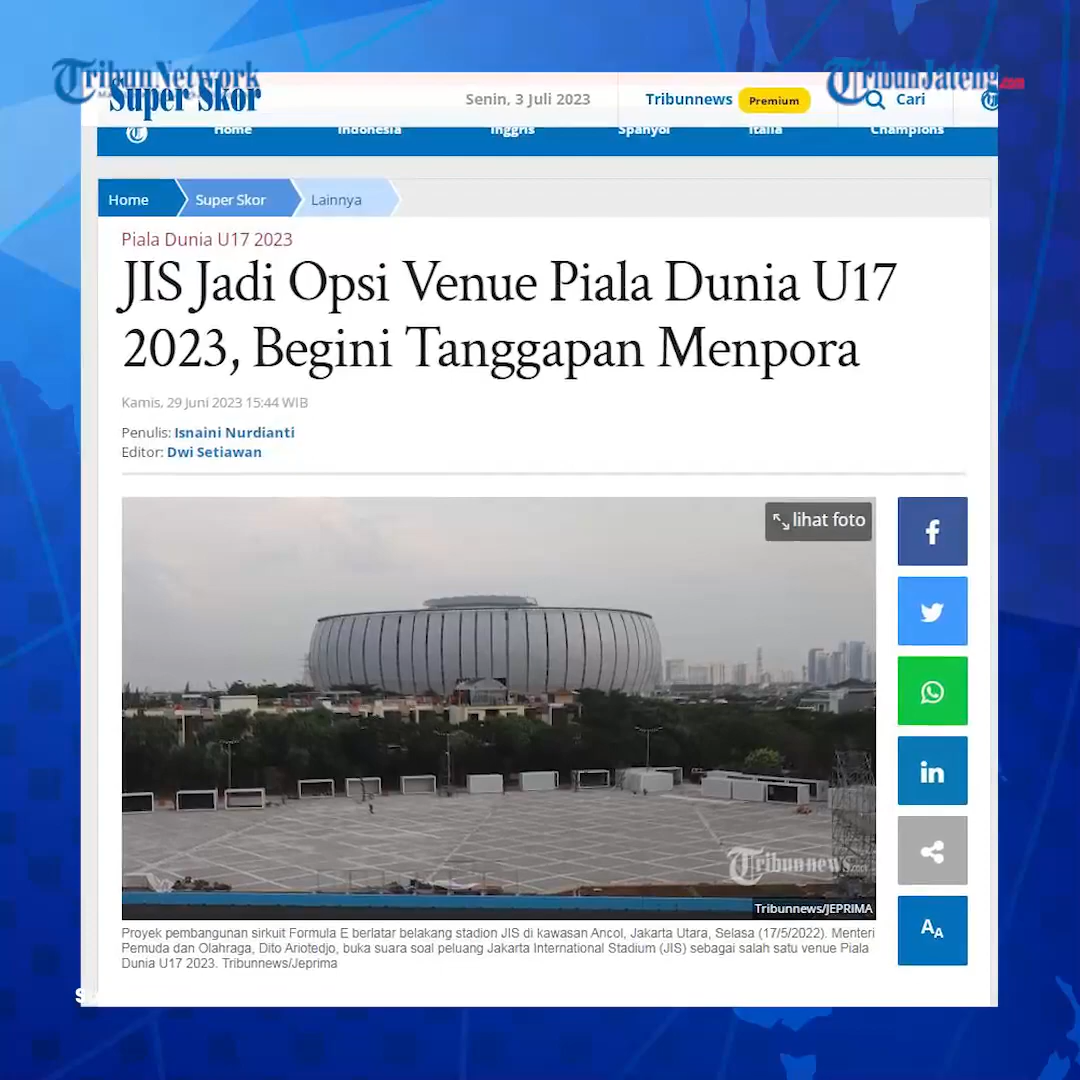 Tribun Network
Super Skor
Senin, 3 Juli 2023
Tribunnews
Premium
TribunJateng.com
Cari
Home
Indonesia
Inggris
Spanyol
Italia
Champions
Home
Super Skor
Lainnya
Piala Dunia U17 2023
JIS Jadi Opsi Venue Piala Dunia U17
2023, Begini Tanggapan Menpora
Kamis, 29 Juni 2023 15:44 WIB
Penulis: Isnaini Nurdianti
Editor: Dwi Setiawan
lihat foto
Tribunnews.com
Tribunnews/JEPRIMA
Proyek pembangunan sirkuit Formula E berlatar belakang stadion JIS di kawasan Ancol, Jakarta Utara, Selasa (17/5/2022). Menteri
Pemuda dan Olahraga, Dito Ariotedjo, buka suara soal peluang Jakarta International Stadium (JIS) sebagai salah satu venue Piala
Dunia U17 2023. Tribunnews/Jeprima
AA